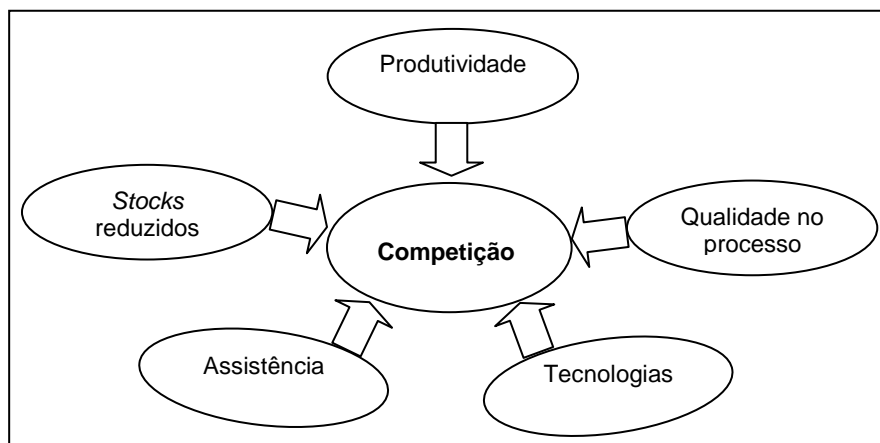 Produtividade
Stocks
reduzidos
Qualidade no
processo
Competição
Assistência
Tecnologias